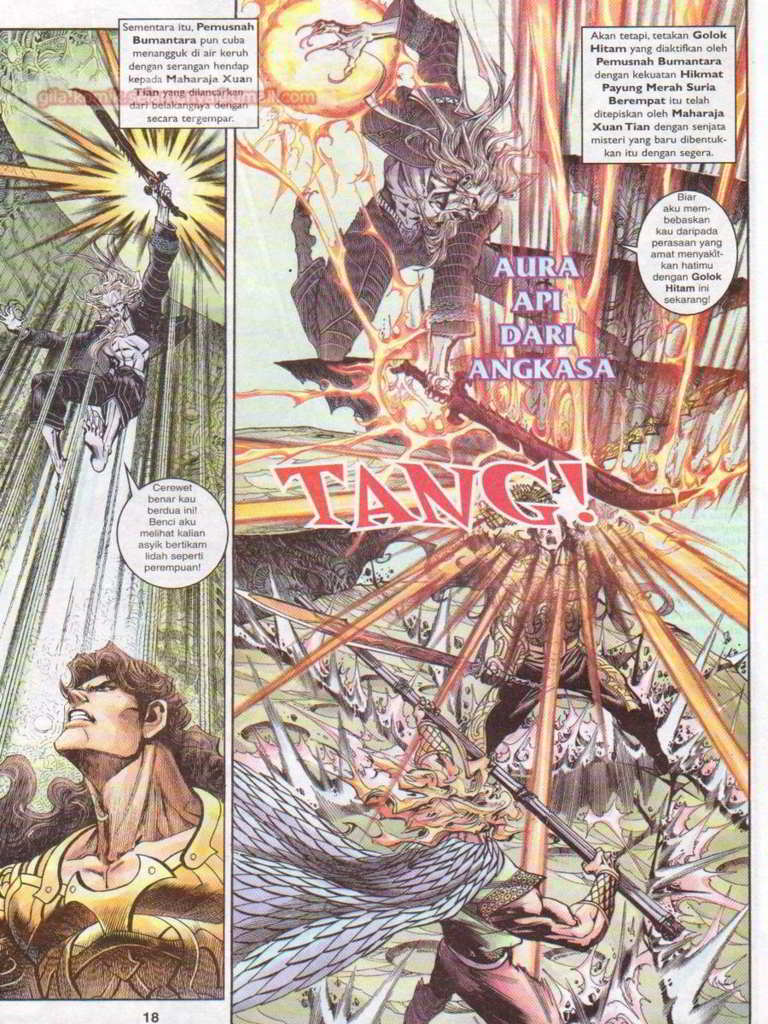 Sementara itu, Pemusnah
Bumantara pun cuba
menangguk di air keruh
dengan serangan hendap
kepada Maharaja Xuan
Tian yang dilancarkan
dari belakangnya dengan
secara tergempar.
Cerewet
benar kau
berdua ini!
Benci aku
melihat kalian
asyik bertikam
lidah seperti
perempuan!
Akan tetapi, tetakan Golok
Hitam yang diaktifkan oleh
Pemusnah Bumantara
dengan kekuatan Hikmat
Payung Merah Suria
Berempat itu telah
ditepiskan oleh Maharaja
Xuan Tian dengan senjata
misteri yang baru dibentuk-
kan itu dengan segera.
Biar
aku mem-
bebaskan
kau daripada
perasaan yang
amat menyakit-
kan hatimu
dengan Golok
Hitam ini
sekarang!
AURA
API
DARI
ANGKASA
TANG!
18